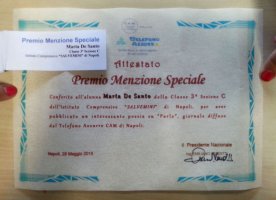 Premio Menzione Speciale
Maria De Santo
Classe 3ª Sezione C
Istituto Comprensivo "SALVEMINI" di Napoli
TELEFONO
AZZURRO
Attestato
Premio Menzione Speciale
Conferito all'alunna Marta De Santo della Classe 3ª Sezione C
dell'Istituto Comprensivo "SALVEMINI" di Napoli, per aver
pubblicato un interessante poesia su "Parlo", giornale diffuso
dal Telefono Azzurro CAM di Napoli.
Napoli, 28 Maggio 2015
Il Presidente Nazionale